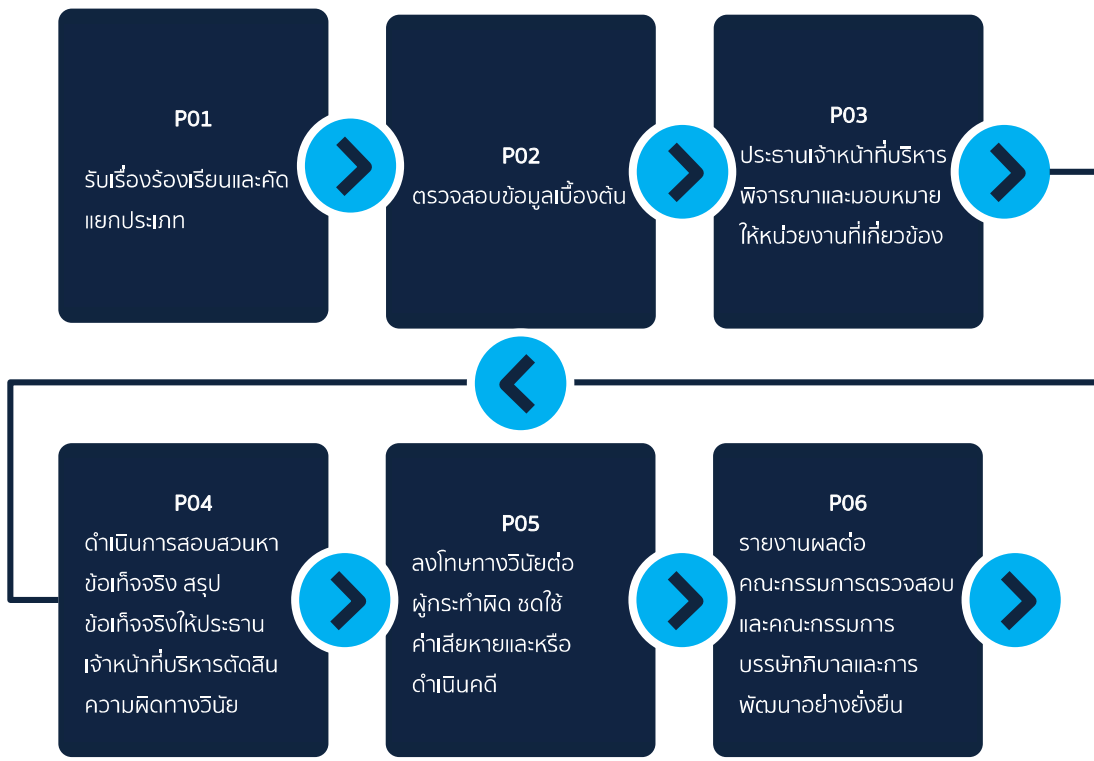 P01
รับเรื่องร้องเรียนและคัด
แยกประเภท
P02
ตรวจสอบข้อมูลเบื้องต้น
P03
ประธานเจ้าหน้าที่บริหาร
พิจารณาและมอบหมาย
ให้หน่วยงานที่เกี่ยวข้อง
P04
ดำเนินการสอบสวนหา
ข้อเท็จจริง สรุป
ข้อเท็จจริงให้ประธาน
เจ้าหน้าที่บริหารตัดสิน
ความผิดทางวินัย
P05
ลงโทษทางวินัยต่อ
ผู้กระทำผิด ชดใช้
ค่าเสียหายและหรือ
ดำเนินคดี
P06
รายงานผลต่อ
คณะกรรมการตรวจสอบ
และคณะกรรมการ
บรรษัทภิบาลและการ
พัฒนาอย่างยั่งยืน